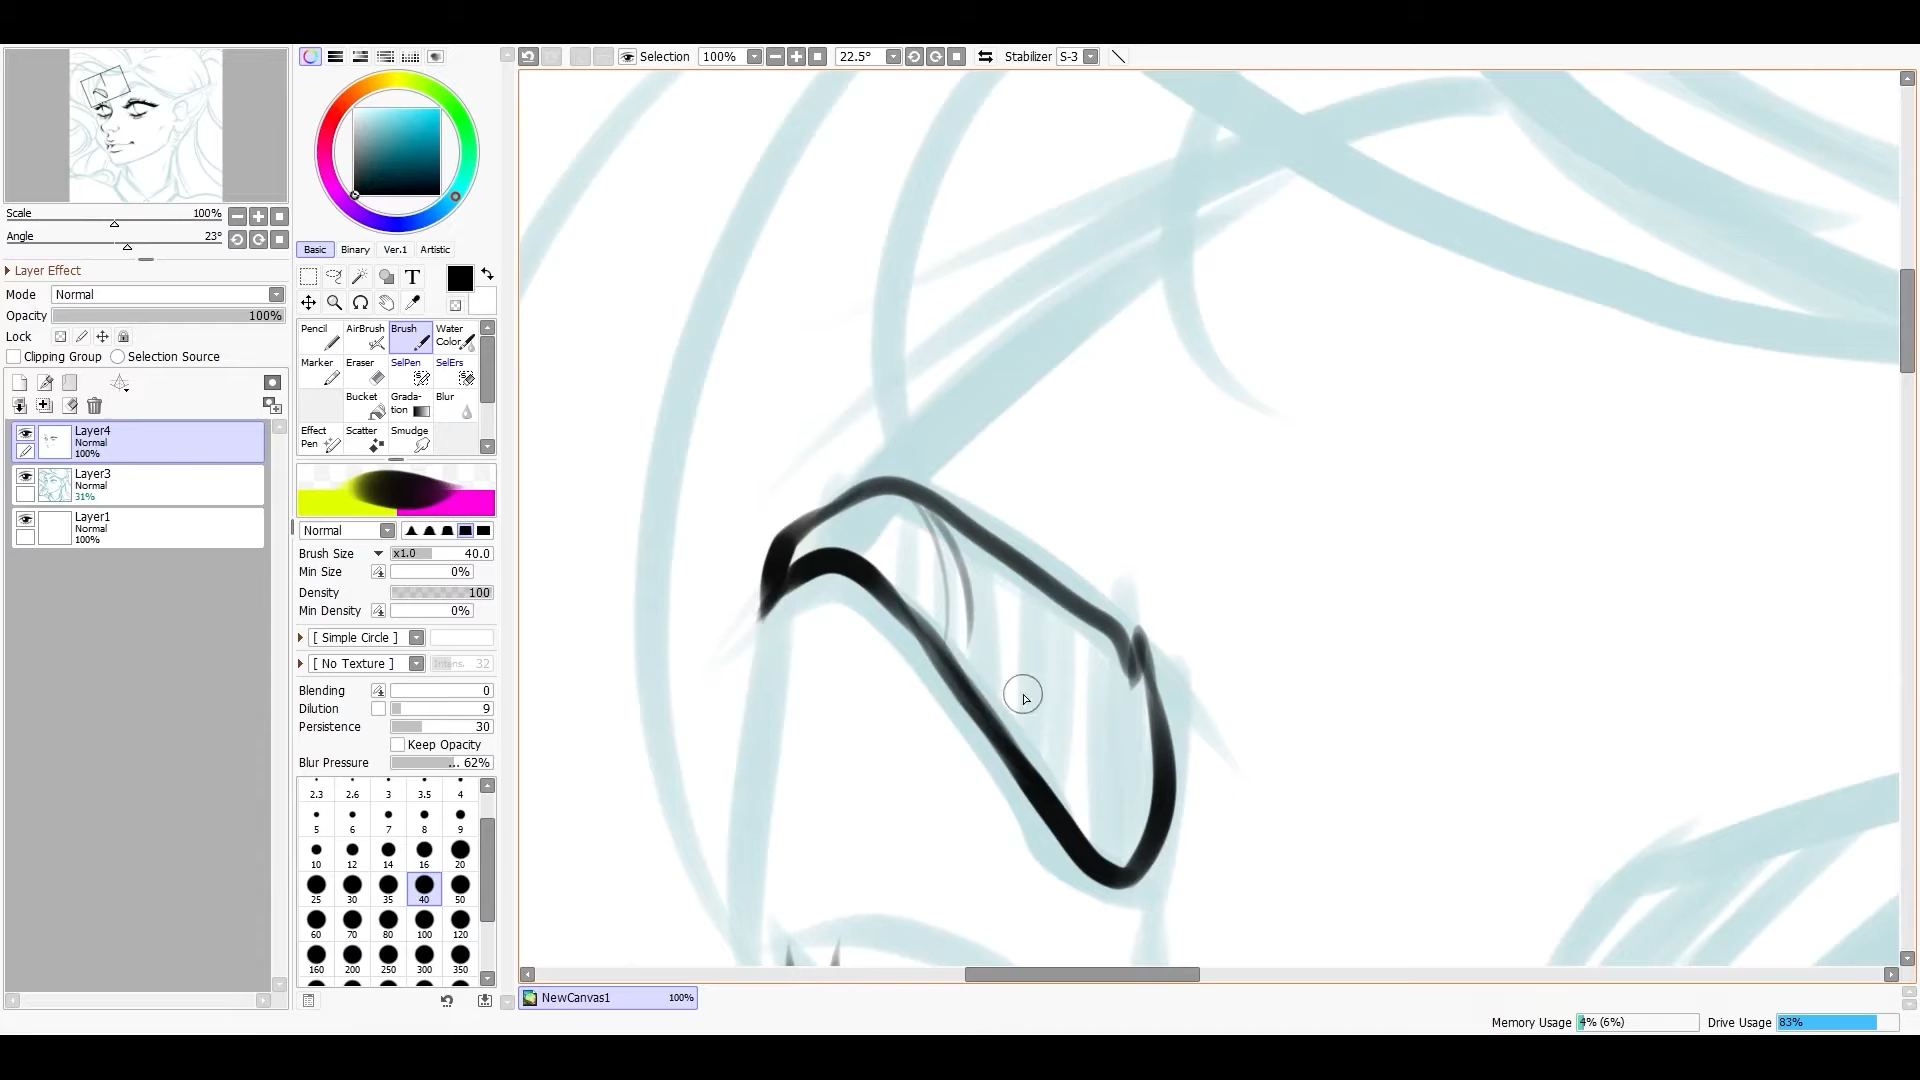 Selection 100% 22.5° Stabilizer S-3
Scale 100%
Angle 23°
Layer Effect
Mode Normal
Opacity 100%
Lock
Clipping Group Selection Source
Layer4
Normal
100%
Layer3
Normal
31%
Layer1
Normal
100%
Basic Binary Ver.1 Artistic
T
Pencil AirBrush Brush Water Color
Marker Eraser SelPen SelErs
Bucket Grada-tion Blur
Effect Pen Scatter Smudge
Normal
Brush Size x1.0 40.0
Min Size 0%
Density 100
Min Density 0%
[ Simple Circle ]
[ No Texture ] Intens. 32
Blending 0
Dilution 9
Persistence 30
Keep Opacity
Blur Pressure ... 62%
2.3 2.6 3 3.5 4
5 6 7 8 9
10 12 14 16 20
25 30 35 40 50
60 70 80 100 120
160 200 250 300 350
NewCanvas1 100%
Memory Usage 4% (6%) Drive Usage 83%